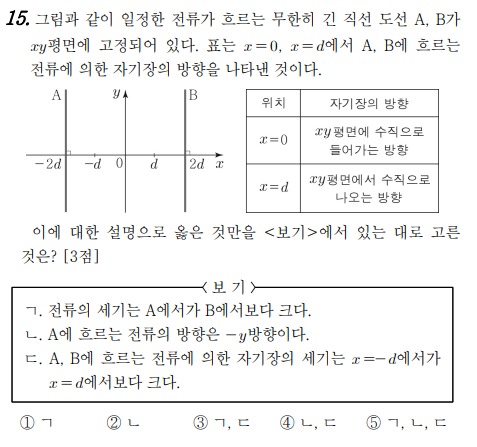 15. 그림과 같이 일정한 전류가 흐르는 무한히 긴 직선 도선 A, B가
xy평면에 고정되어 있다. 표는 x=0, x=d에서 A, B에 흐르는
전류에 의한 자기장의 방향을 나타낸 것이다.
A y B
-2d -d 0 d 2d x
위치 자기장의 방향
x=0 xy평면에 수직으로
들어가는 방향
x=d xy평면에서 수직으로
나오는 방향
이에 대한 설명으로 옳은 것만을 <보기>에서 있는 대로 고른
것은? [3점]
<보 기>
ㄱ. 전류의 세기는 A에서가 B에서보다 크다.
ㄴ. A에 흐르는 전류의 방향은 -y방향이다.
ㄷ. A, B에 흐르는 전류에 의한 자기장의 세기는 x=-d에서가
x=d에서보다 크다.
① ㄱ ② ㄴ ③ ㄱ, ㄷ ④ ㄴ, ㄷ ⑤ ㄱ, ㄴ, ㄷ